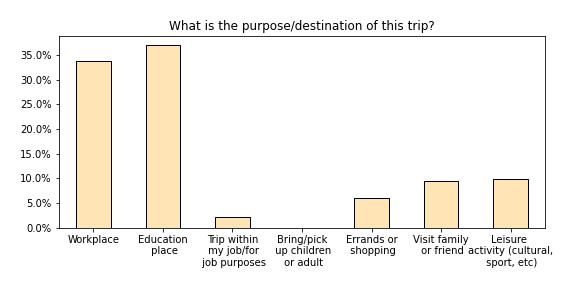 What is the purpose/destination of this trip?
35.0%
30.0%
25.0%
20.0%
15.0%
10.0%
5.0%
0.0%
Workplace
Education
place
Trip within
my job/for
job purposes
Bring/pick
up children
or adult
Errands or
shopping
Visit family
or friend
Leisure
activity (cultural,
sport, etc)